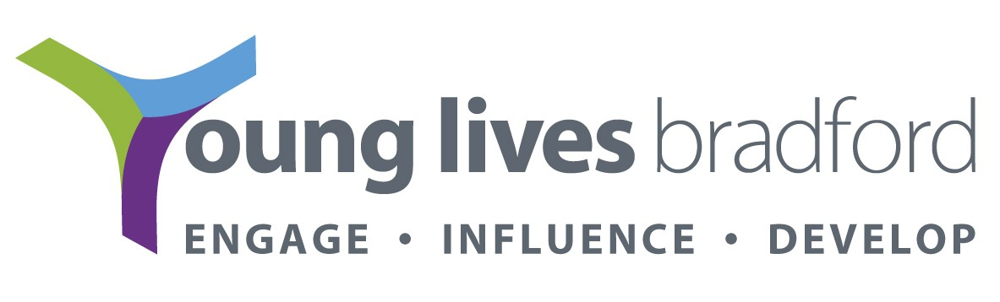 Young lives bradford
ENGAGE • INFLUENCE • DEVELOP